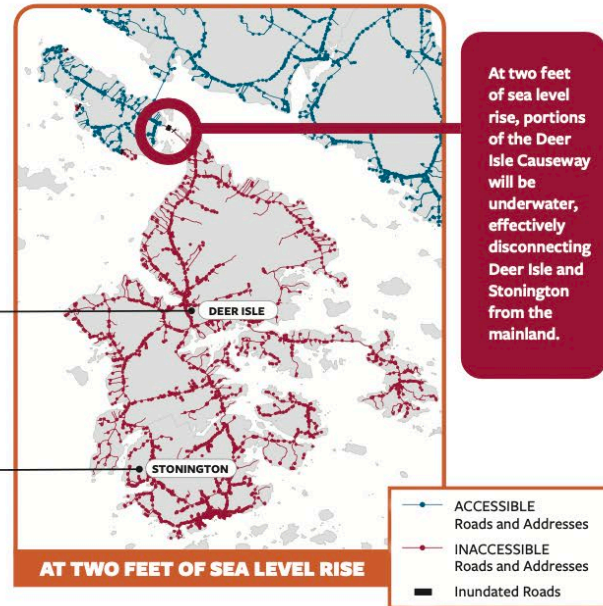 At two feet
of sea level
rise, portions
of the Deer
Isle Causeway
will be
underwater,
effectively
disconnecting
Deer Isle and
Stonington
from the
mainland.
DEER ISLE
STONINGTON
ACCESSIBLE
Roads and Addresses
INACCESSIBLE
Roads and Addresses
Inundated Roads
AT TWO FEET OF SEA LEVEL RISE